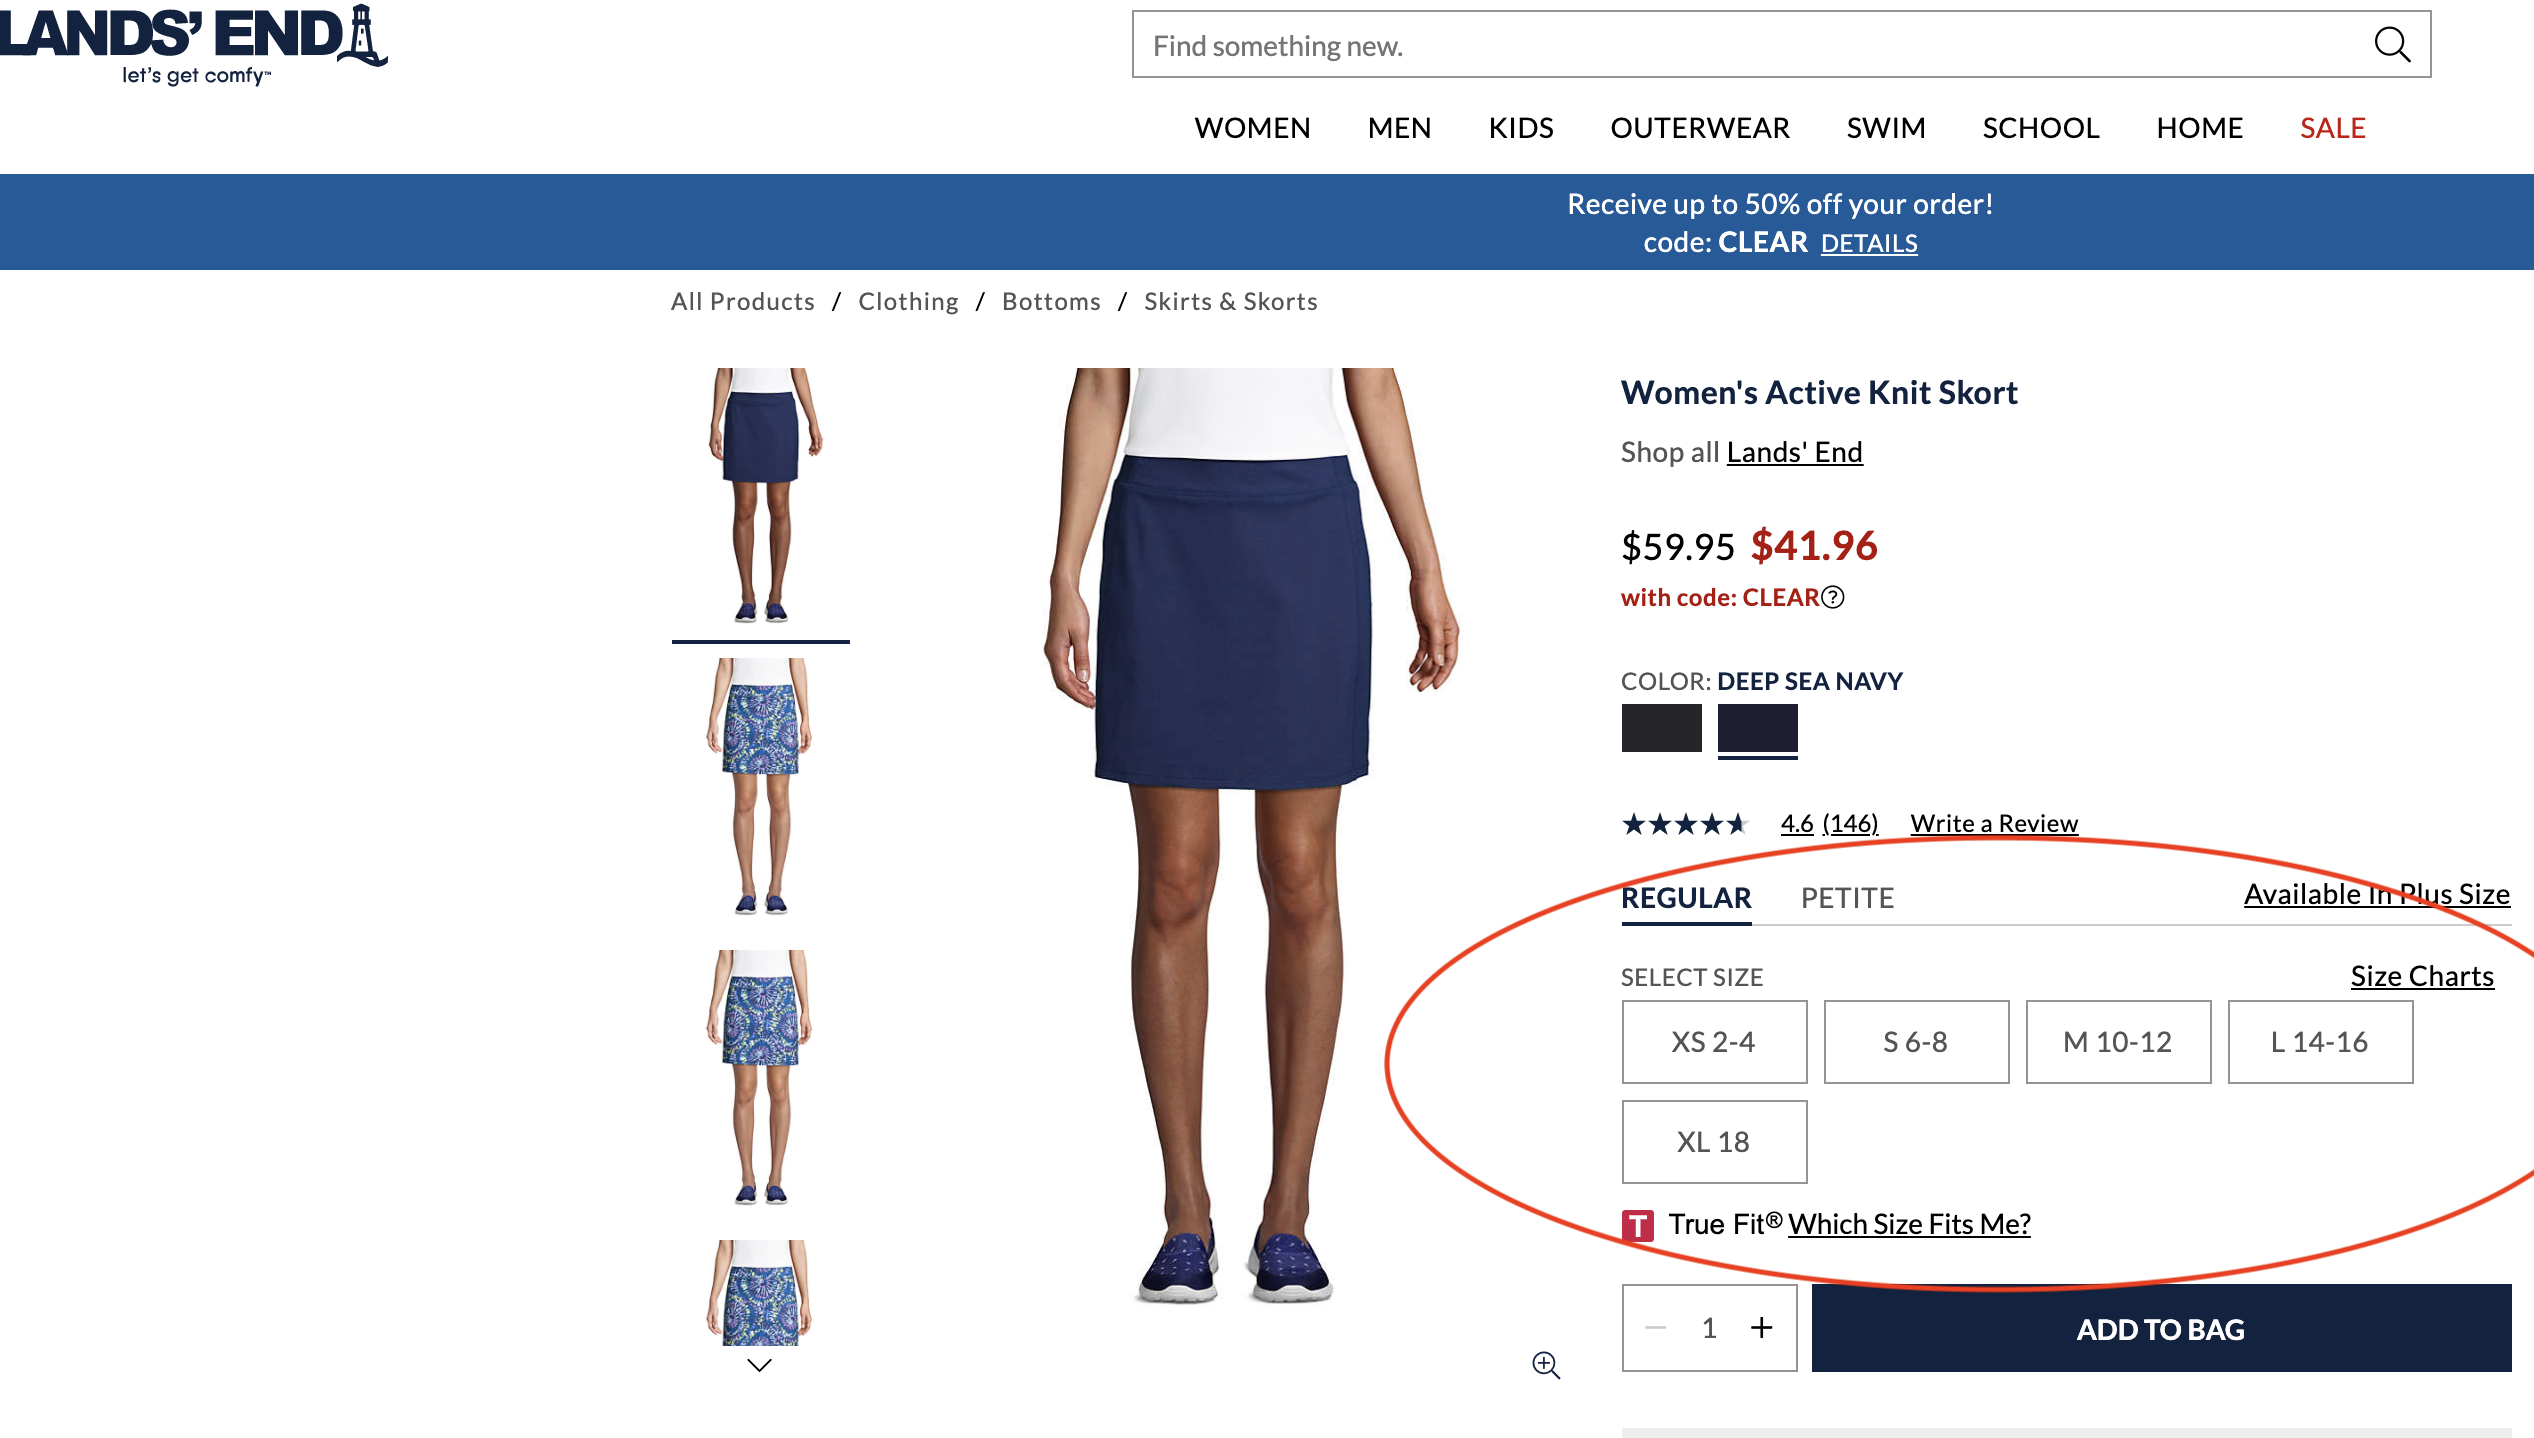 LANDS' END
let's get comfy™
Find something new.
WOMEN MEN KIDS OUTERWEAR SWIM SCHOOL HOME SALE
Receive up to 50% off your order!
code: CLEAR DETAILS
All Products / Clothing / Bottoms / Skirts & Skorts
Women's Active Knit Skort
Shop all Lands' End
$59.95 $41.96
with code: CLEAR?
COLOR: DEEP SEA NAVY
4.6 (146) Write a Review
REGULAR PETITE Available In Plus Size
SELECT SIZE Size Charts
XS 2-4 S 6-8 M 10-12 L 14-16
XL 18
T True Fit® Which Size Fits Me?
− 1 + ADD TO BAG